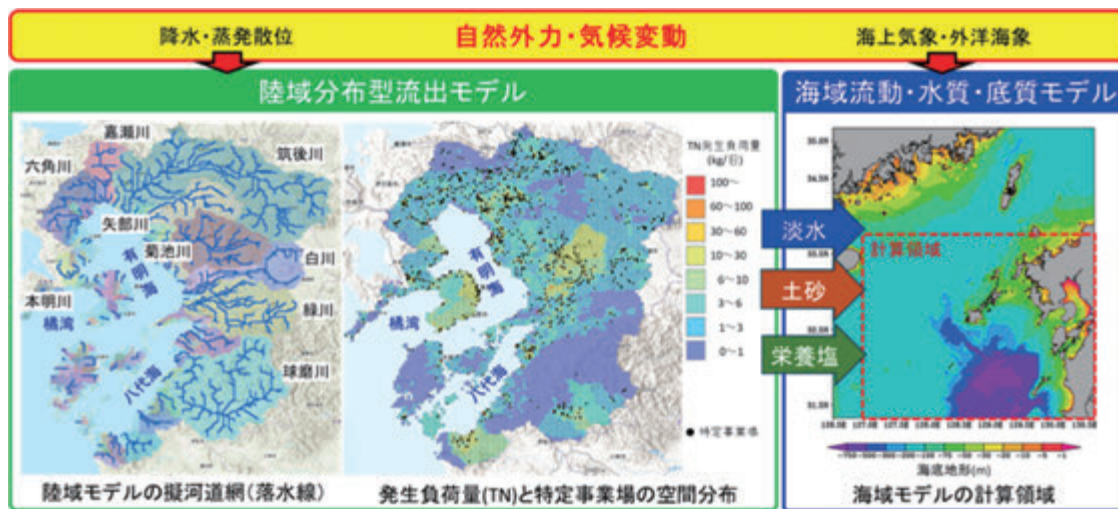 自然外力・気候変動
降水・蒸発散位
海上気象・外洋海象
陸域分布型流出モデル
嘉瀬川
六角川
筑後川
矢部川
菊池川
有明海
白川
本明川
橘湾
緑川
八代海
球磨川
陸域モデルの擬河道網(落水線)
有明海
橘湾
八代海
TN発生負荷量
(kg/日)
100～
60～100
30～60
10～30
6～10
3～6
1～3
0～1
● 特定事業場
発生負荷量(TN)と特定事業場の空間分布
淡水
土砂
栄養塩
海域流動・水質・底質モデル
計算領域
海底地形(m)
海域モデルの計算領域